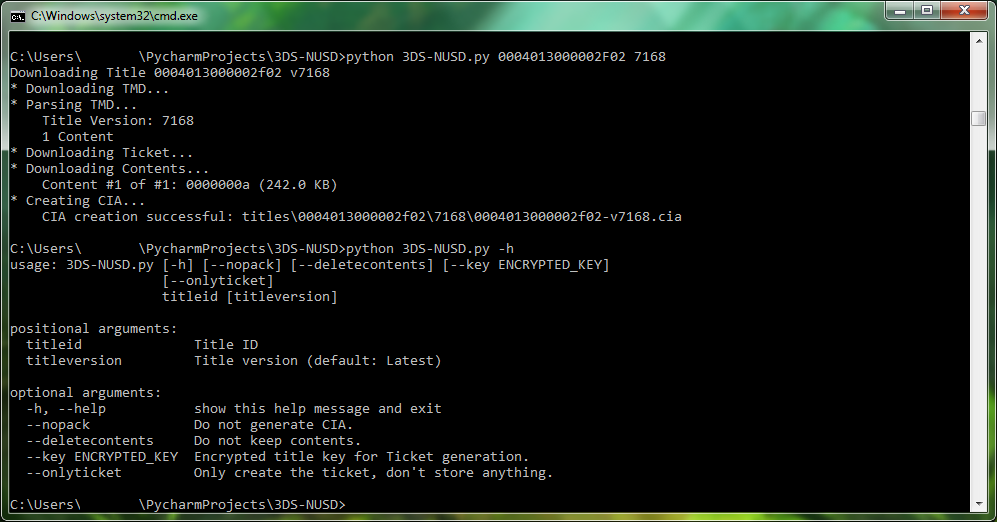 C:\Windows\system32\cmd.exe
C:\Users\ \PycharmProjects\3DS-NUSD>python 3DS-NUSD.py 0004013000002F02 7168
Downloading Title 0004013000002f02 v7168
* Downloading TMD...
* Parsing TMD...
Title Version: 7168
1 Content
* Downloading Ticket...
* Downloading Contents...
Content #1 of #1: 0000000a (242.0 KB)
* Creating CIA...
CIA creation successful: titles\0004013000002f02\7168\0004013000002f02-v7168.cia
C:\Users\ \PycharmProjects\3DS-NUSD>python 3DS-NUSD.py -h
usage: 3DS-NUSD.py [-h] [--nopack] [--deletecontents] [--key ENCRYPTED_KEY]
[--onlyticket]
titleid [titleversion]
positional arguments:
titleid Title ID
titleversion Title version (default: Latest)
optional arguments:
-h, --help show this help message and exit
--nopack Do not generate CIA.
--deletecontents Do not keep contents.
--key ENCRYPTED_KEY Encrypted title key for Ticket generation.
--onlyticket Only create the ticket, don't store anything.
C:\Users\ \PycharmProjects\3DS-NUSD>